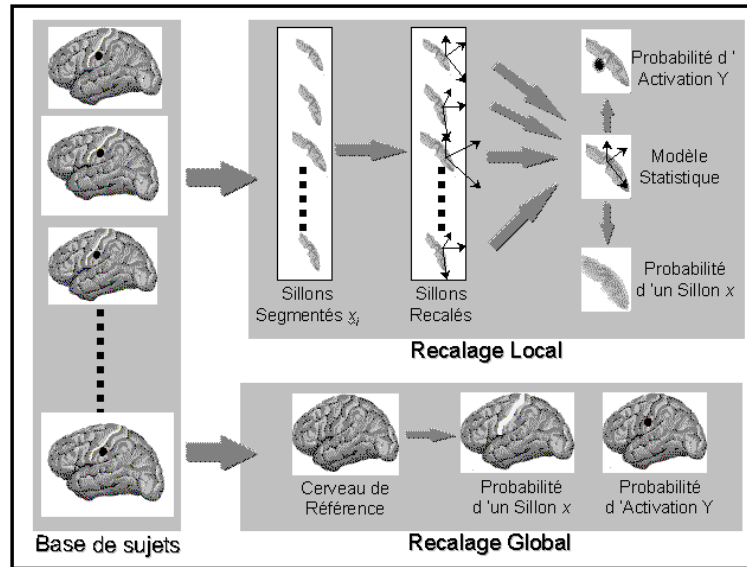 Probabilité d '
Activation Y
Modèle
Statistique
Probabilité
d 'un Sillon x
Sillons
Segmentés xi
Sillons
Recalés
Recalage Local
Cerveau de
Référence
Probabilité
d 'un Sillon x
Probabilité
d 'Activation Y
Base de sujets
Recalage Global